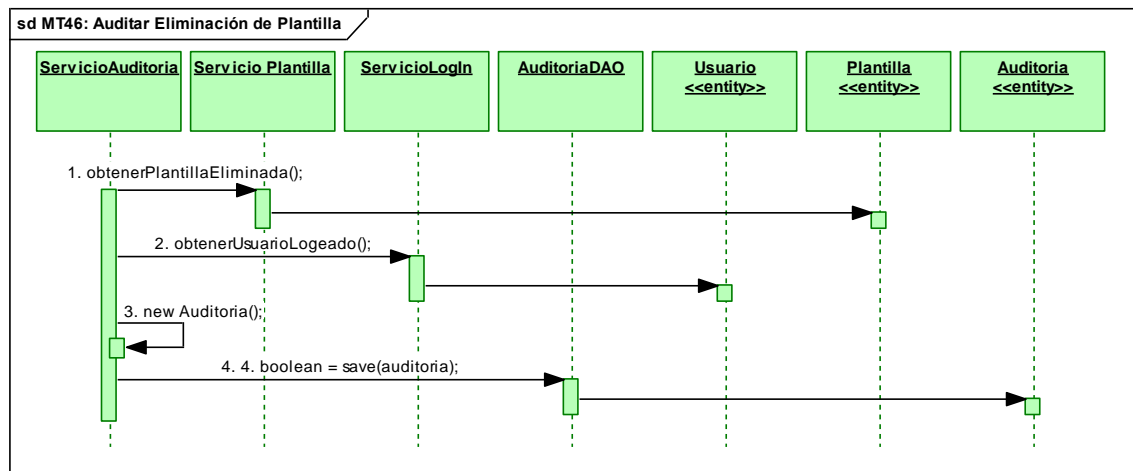 sd MT46: Auditar Eliminación de Plantilla
ServicioAuditoria
Servicio Plantilla
ServicioLogIn
AuditoriaDAO
Usuario
<<entity>>
Plantilla
<<entity>>
Auditoria
<<entity>>
1. obtenerPlantillaEliminada();
2. obtenerUsuarioLogeado();
3. new Auditoria();
4. 4. boolean = save(auditoria);